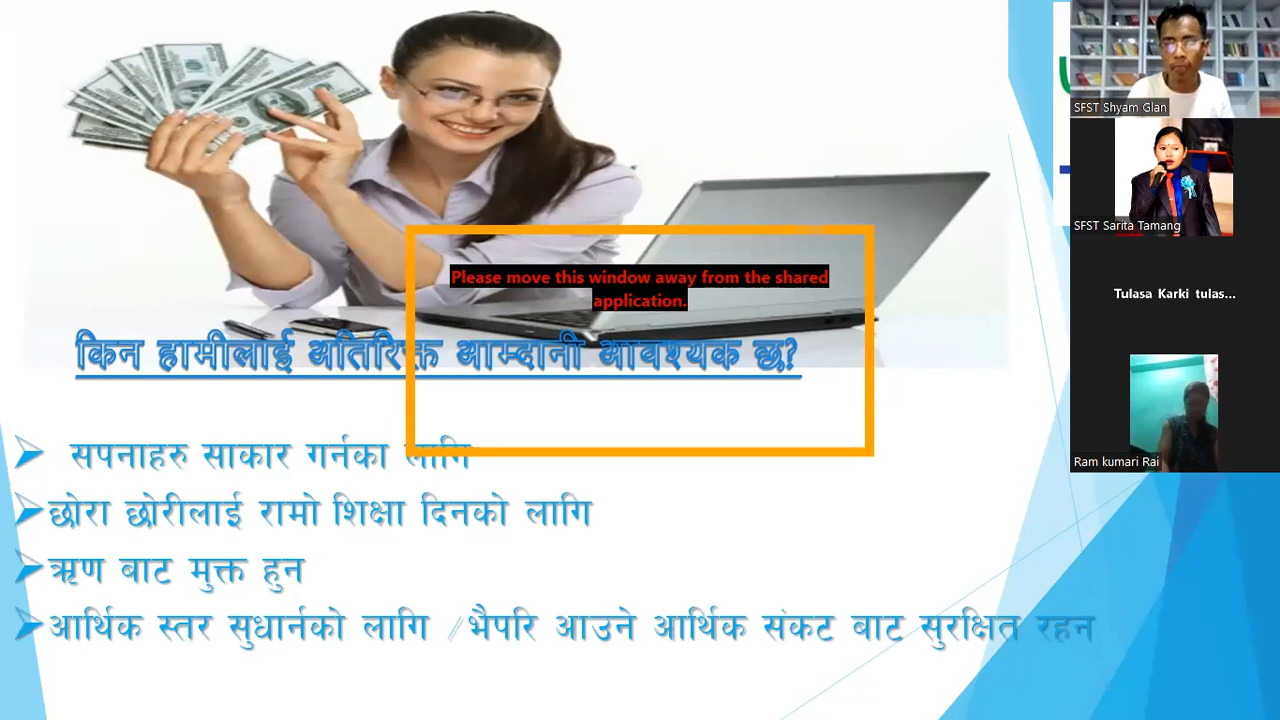 किन हामीलाई अतिरिक्त आम्दानी आवश्यक छ?
सपनाहरु साकार गर्नका लागि
छोरा छोरीलाई रामो शिक्षा दिनको लागि
ऋण बाट मुक्त हुन
आर्थिक स्तर सुधार्नको लागि /भैपरि आउने आर्थिक संकट बाट सुरक्षित रहन
Please move this window away from the shared
application.
SFST Shyam Glan
SFST Sarita Tamang
Tulasa Karki tulas...
Ram kumari Rai